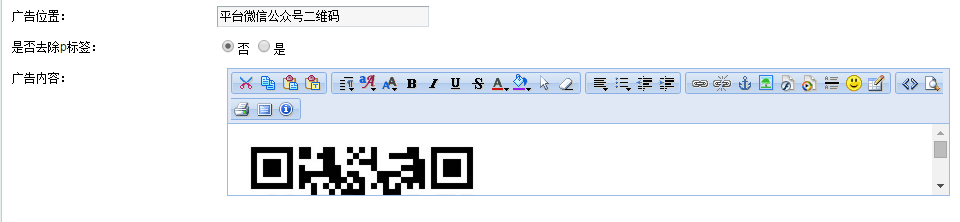 广告位置：
平台微信公众号二维码
是否去除p标签：
否 是
广告内容：